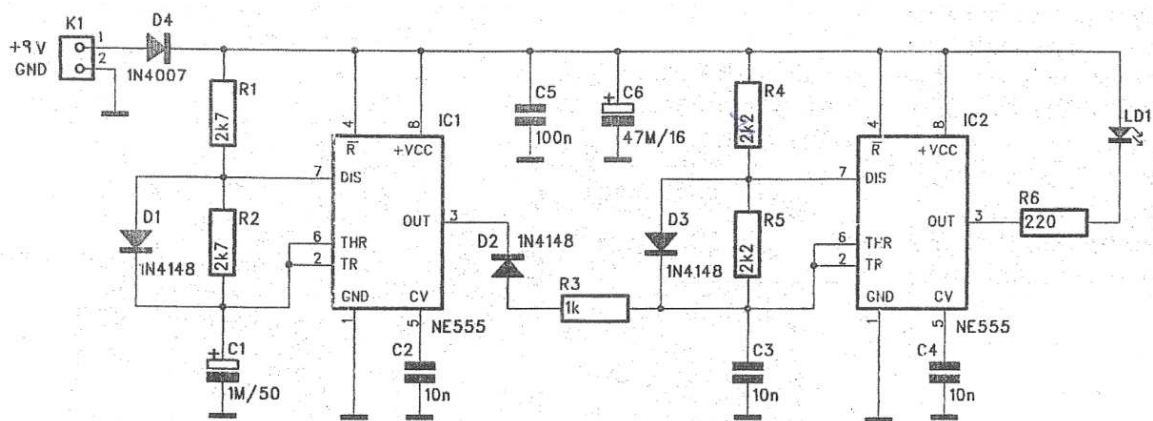 K1
+9V
GND
1
2
D4
1N4007
R1
2k7
D1
1N4148
R2
2k7
C1
+
1M/50
IC1
4
8
R
+VCC
7
DIS
OUT
3
6
THR
2
TR
GND
CV
1
5
NE555
C2
10n
C5
100n
C6
+
47M/16
D2
1N4148
R3
1k
R4
2k2
D3
1N4148
R5
2k2
C3
10n
IC2
4
8
R
+VCC
7
DIS
OUT
3
6
THR
2
TR
GND
CV
1
5
NE555
C4
10n
R6
220
LD1